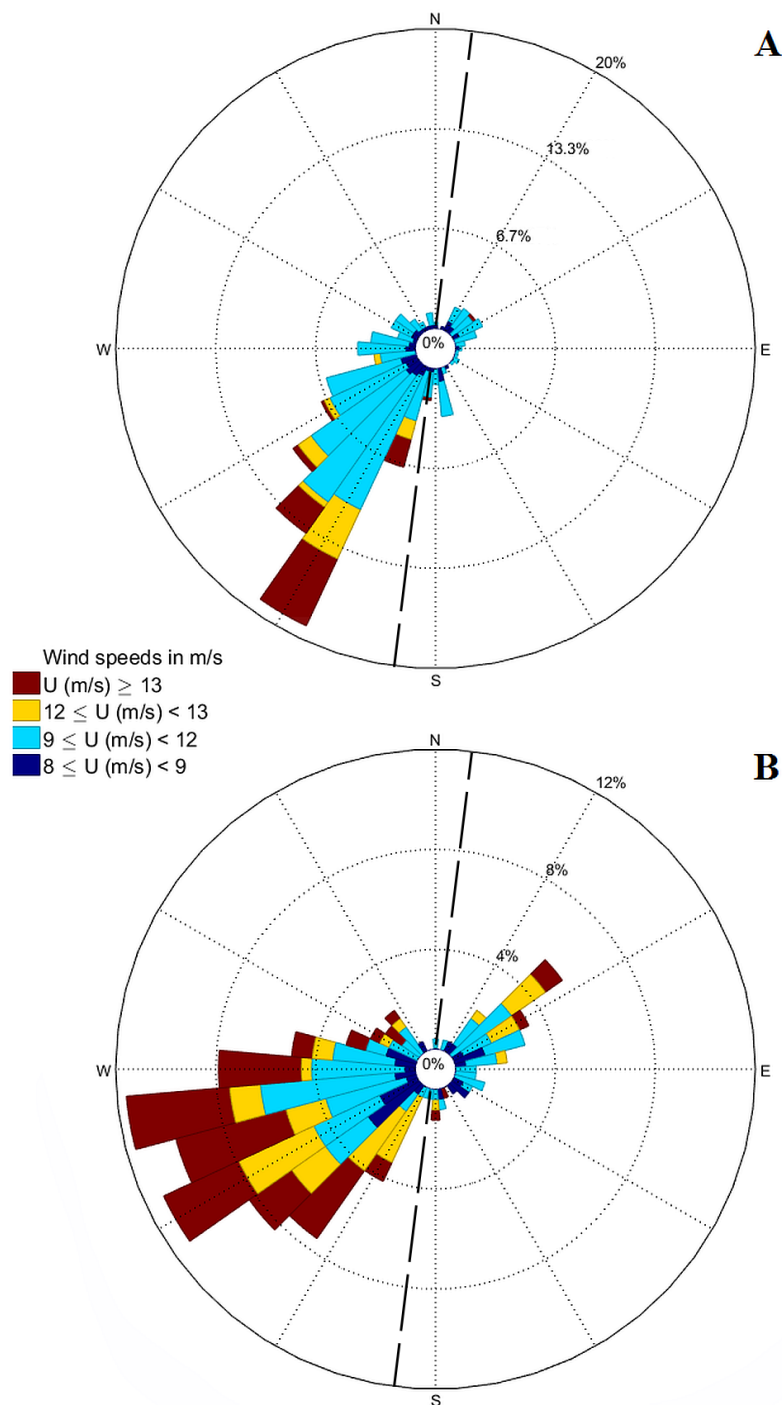 N
A
20%
13.3%
6.7%
W
0%
E
S
Wind speeds in m/s
U (m/s) ≥ 13
12 ≤ U (m/s) < 13
9 ≤ U (m/s) < 12
8 ≤ U (m/s) < 9
N
B
12%
8%
4%
W
0%
E
S